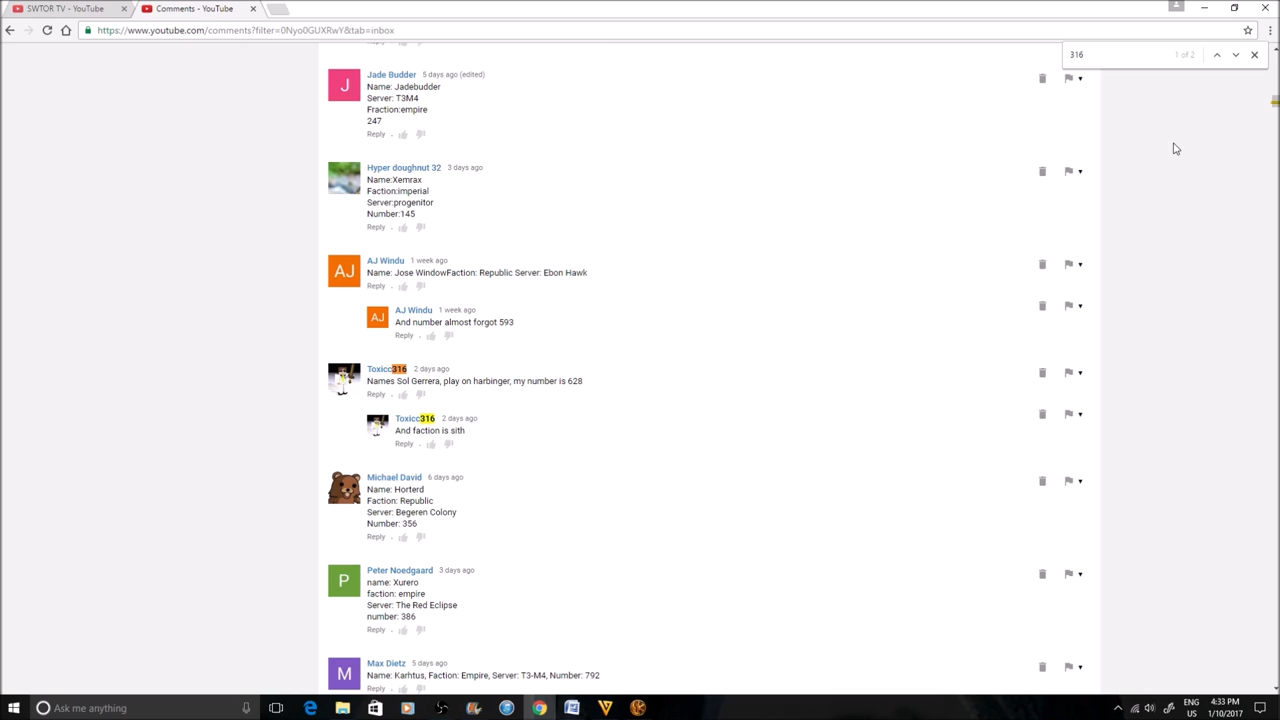 SWTOR TV - YouTube
Comments - YouTube
https://www.youtube.com/comments?filter=0Nyo0GUXRwY&tab=inbox
316
1 of 2
Jade Budder 5 days ago (edited)
Name: Jadebudder
Server: T3M4
Fraction:empire
247
Reply
Hyper doughnut 32 3 days ago
Name:Xemrax
Faction:imperial
Server:progenitor
Number:145
Reply
AJ
AJ Windu 1 week ago
Name: Jose WindowFaction: Republic Server: Ebon Hawk
Reply
AJ
AJ Windu 1 week ago
And number almost forgot 593
Reply
Toxicc316 2 days ago
Names Sol Gerrera, play on harbinger, my number is 628
Reply
Toxicc316 2 days ago
And faction is sith
Reply
Michael David 6 days ago
Name: Horterd
Faction: Republic
Server: Begeren Colony
Number: 356
Reply
P
Peter Noedgaard 3 days ago
name: Xurero
faction: empire
Server: The Red Eclipse
number: 386
Reply
M
Max Dietz 5 days ago
Name: Karhtus, Faction: Empire, Server: T3-M4, Number: 792
Reply
Ask me anything
ENG
US
4:33 PM
1/10/2017